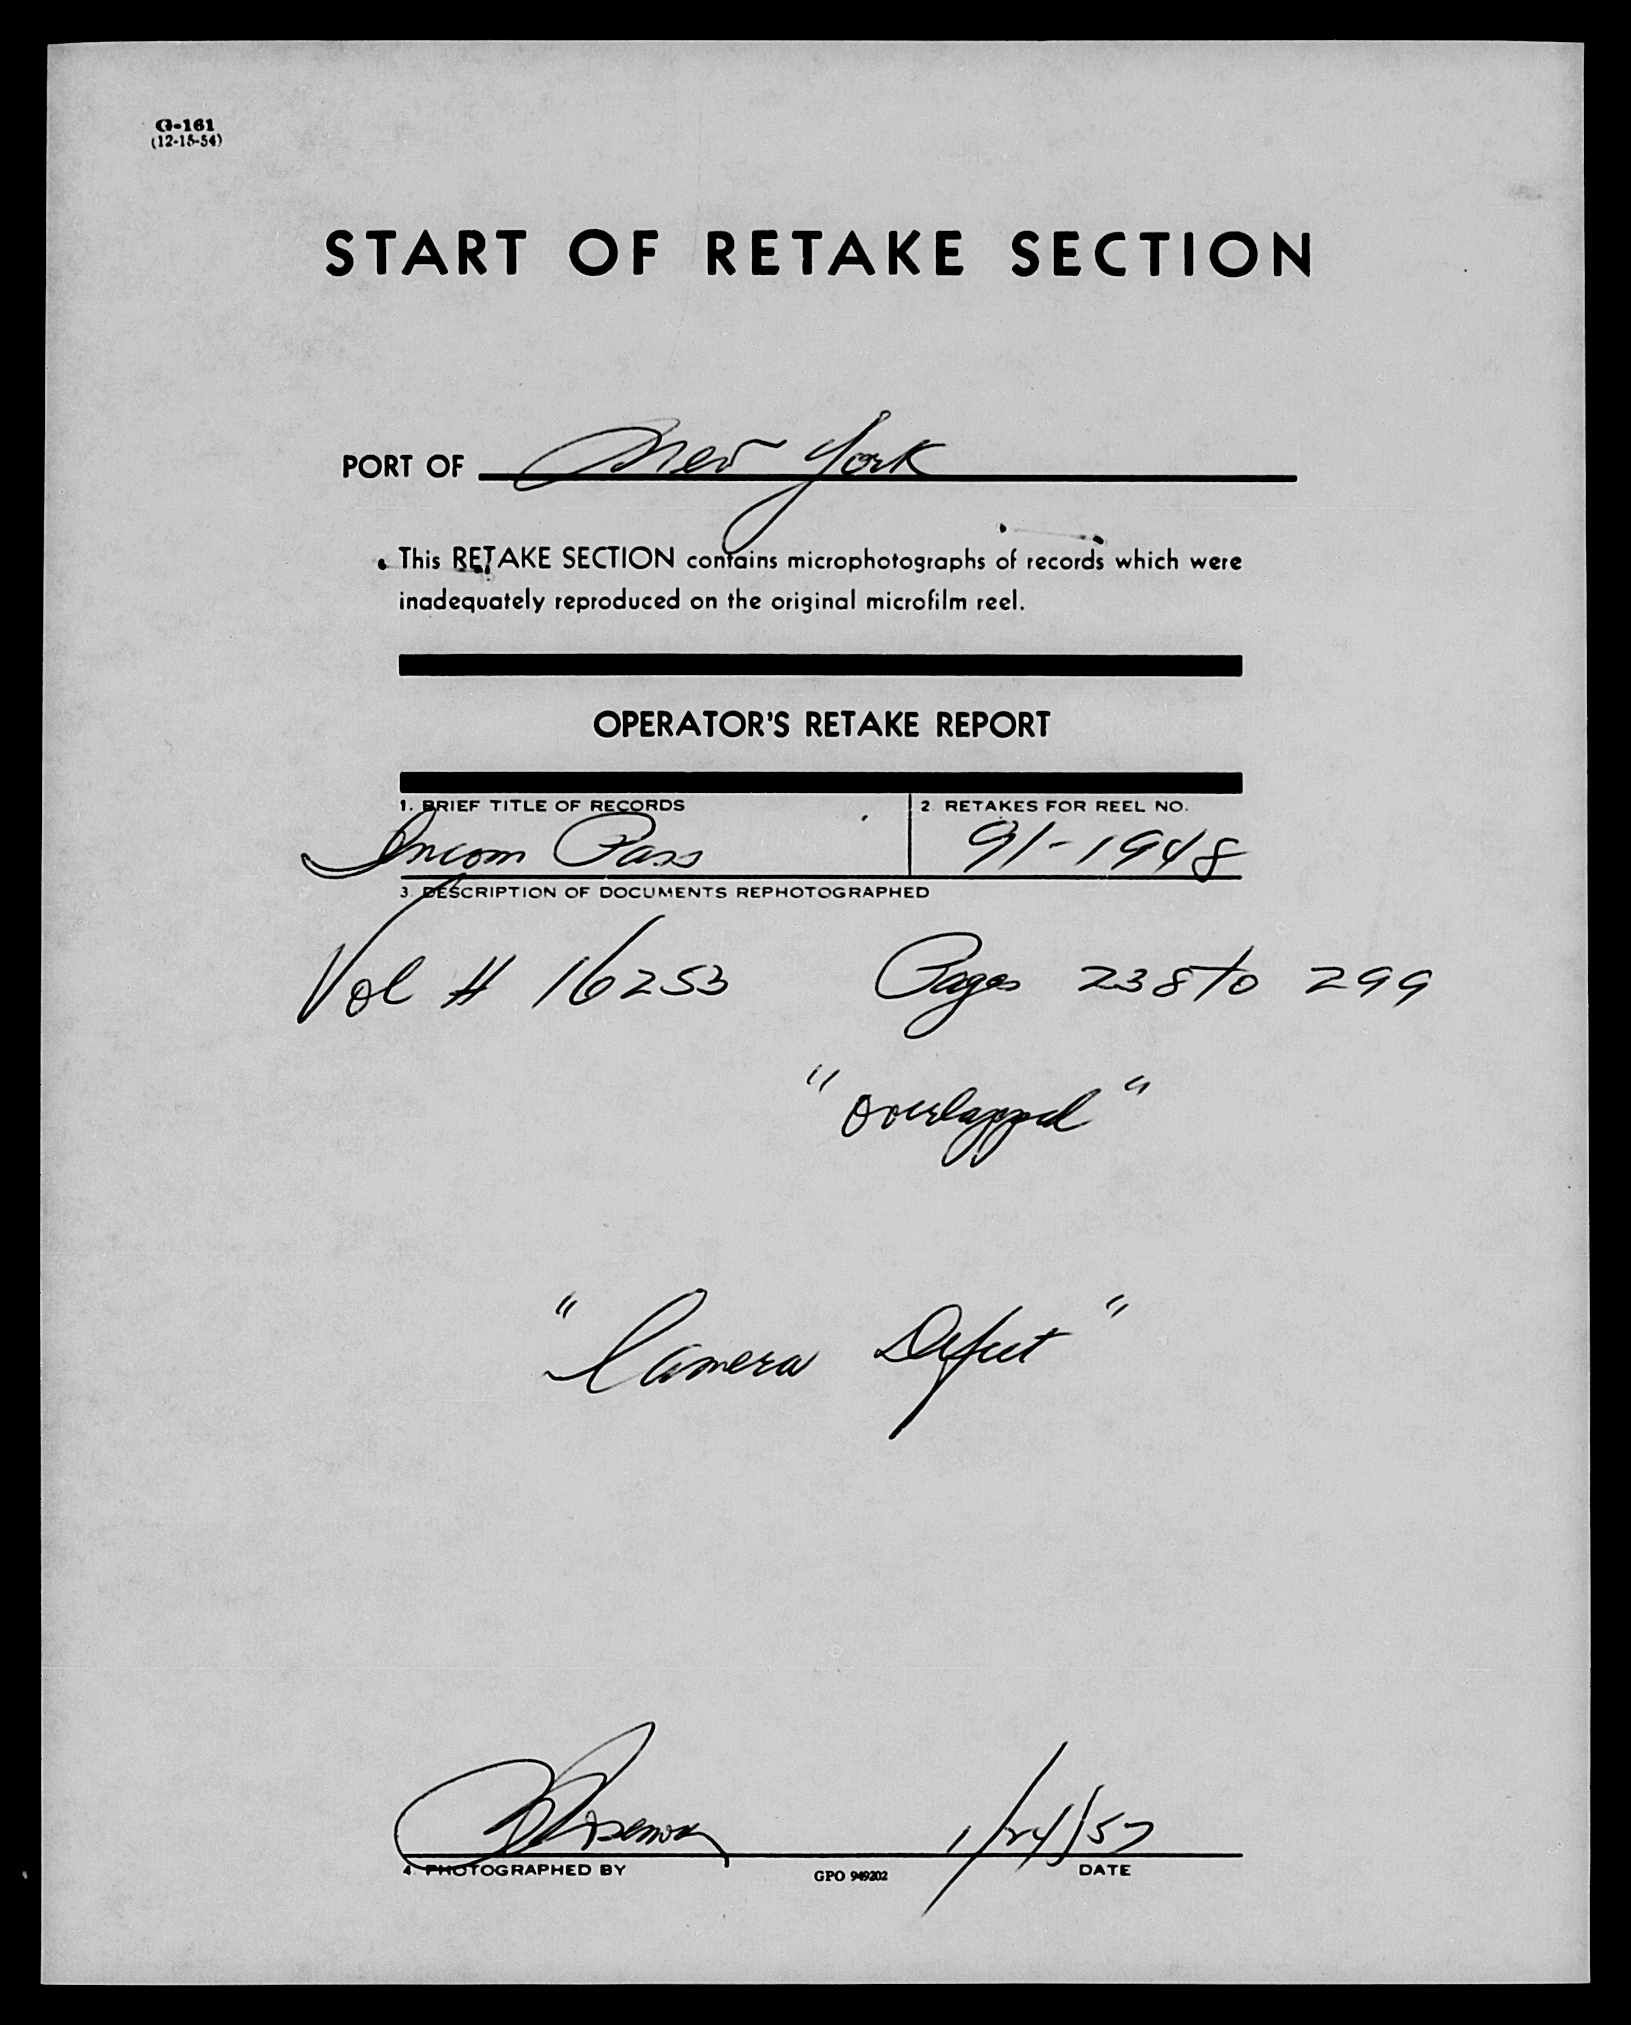 G-161
(12-15-54)
START OF RETAKE SECTION
PORT OF New York
This RETAKE SECTION contains microphotographs of records which were
inadequately reproduced on the original microfilm reel.
OPERATOR'S RETAKE REPORT
1. BRIEF TITLE OF RECORDS 2. RETAKES FOR REEL NO.
Incom Pass 91-1948
3. DESCRIPTION OF DOCUMENTS REPHOTOGRAPHED
Vol # 16253 Pages 238 to 299
"Overlapped"
"Camera Defect"
1/24/57
4. PHOTOGRAPHED BY GPO 949202 DATE